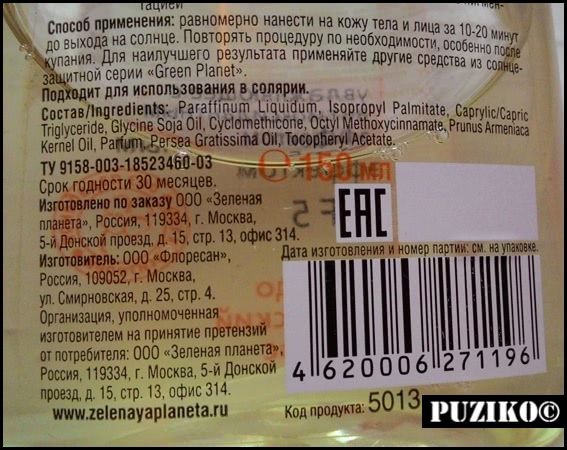 тацией
Способ применения: равномерно нанести на кожу тела и лица за 10-20 минут
до выхода на солнце. Повторять процедуру по необходимости, особенно после
купания. Для наилучшего результата применяйте другие средства из солнце-
защитной серии «Green Planet».
Подходит для использования в солярии.
Состав/Ingredients: Paraffinum Liquidum, Isopropyl Palmitate, Caprylic/Capric
Triglyceride, Glycine Soja Oil, Cyclomethicone, Octyl Methoxycinnamate, Prunus Armeniaca
Kernel Oil, Parfum, Persea Gratissima Oil, Tocopheryl Acetate.
ТУ 9158-003-18523460-03
℮ 150 МЛ
Срок годности 30 месяцев.
Изготовлено по заказу ООО «Зеленая
планета», Россия, 119334, г. Москва,
5-й Донской проезд, д. 15, стр. 13, офис 314.
EAC
Дата изготовления и номер партии: см. на упаковке.
Изготовитель: ООО «Флоресан»,
Россия, 109052, г. Москва,
ул. Смирновская, д. 25, стр. 4.
Организация, уполномоченная
изготовителем на принятие претензий
от потребителя: ООО «Зеленая планета»,
Россия, 119334, г. Москва, 5-й Донской
проезд, д. 15, стр. 13, офис 314.
www.zelenayaplaneta.ru
4 620006 271196
Код продукта: 5013
PUZIKO©